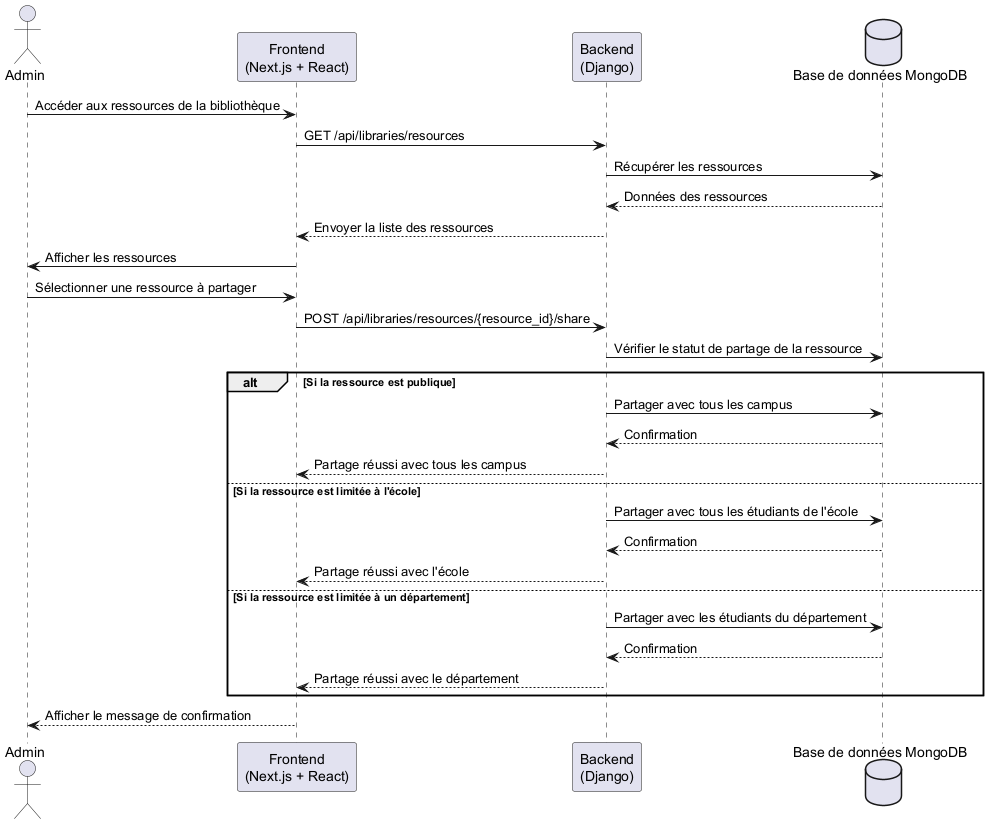 Admin
Frontend
(Next.js + React)
Backend
(Django)
Base de données MongoDB
Accéder aux ressources de la bibliothèque
GET /api/libraries/resources
Récupérer les ressources
Données des ressources
Envoyer la liste des ressources
Afficher les ressources
Sélectionner une ressource à partager
POST /api/libraries/resources/{resource_id}/share
Vérifier le statut de partage de la ressource
alt [Si la ressource est publique]
Partager avec tous les campus
Confirmation
Partage réussi avec tous les campus
[Si la ressource est limitée à l'école]
Partager avec tous les étudiants de l'école
Confirmation
Partage réussi avec l'école
[Si la ressource est limitée à un département]
Partager avec les étudiants du département
Confirmation
Partage réussi avec le département
Afficher le message de confirmation
Admin
Frontend
(Next.js + React)
Backend
(Django)
Base de données MongoDB